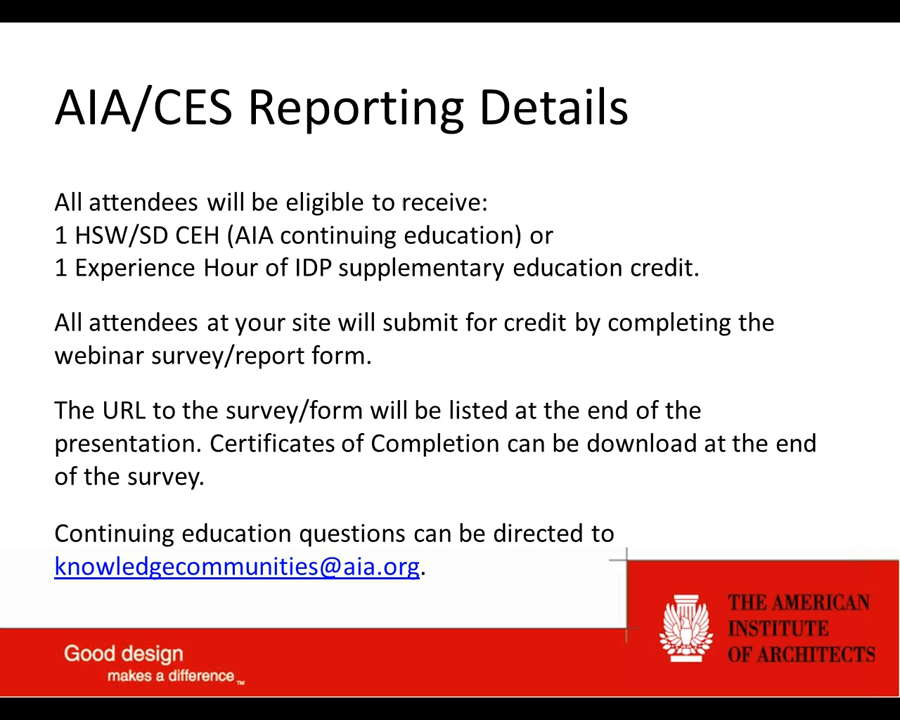 AIA/CES Reporting Details
All attendees will be eligible to receive:
1 HSW/SD CEH (AIA continuing education) or
1 Experience Hour of IDP supplementary education credit.
All attendees at your site will submit for credit by completing the
webinar survey/report form.
The URL to the survey/form will be listed at the end of the
presentation. Certificates of Completion can be download at the end
of the survey.
Continuing education questions can be directed to
knowledgecommunities@aia.org.
Good design
makes a difference™
THE AMERICAN
INSTITUTE
OF ARCHITECTS